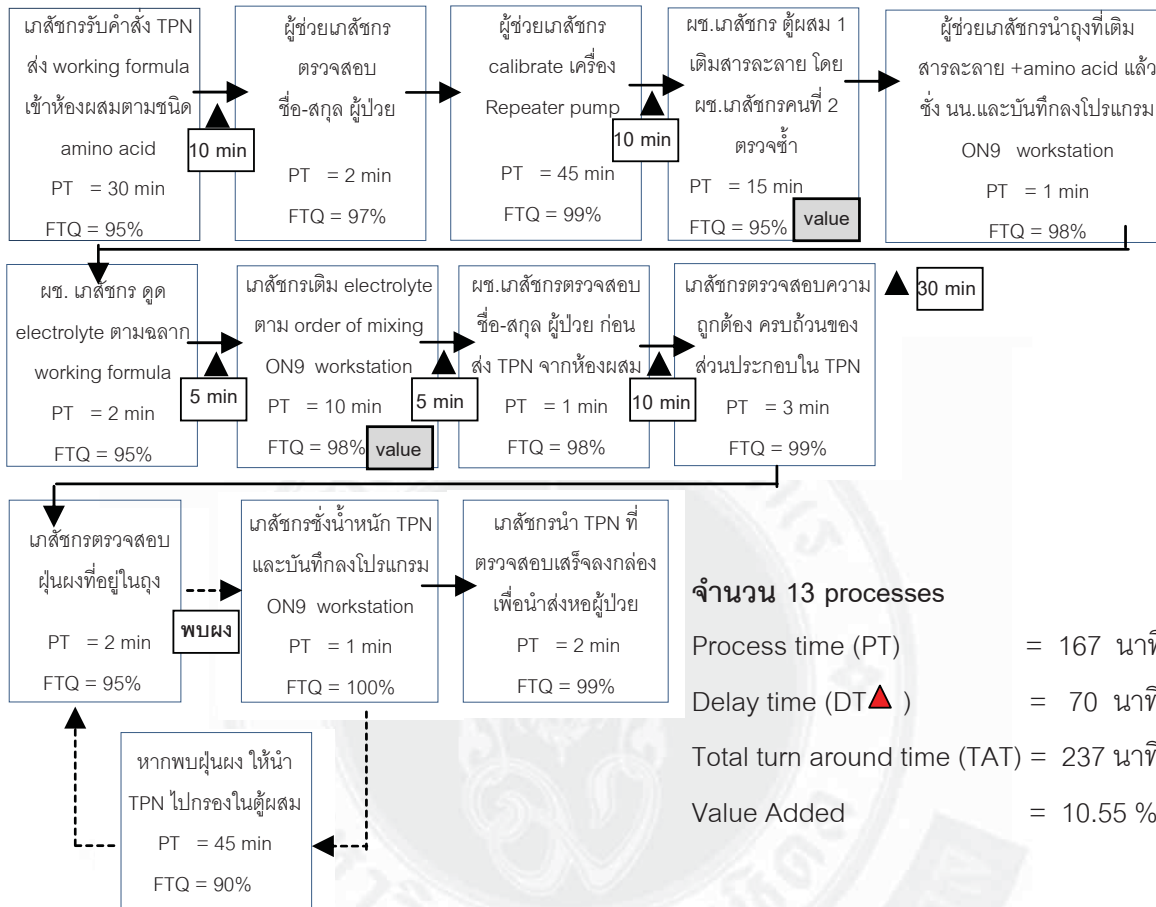 เภสัชกรรับคำสั่ง TPN
ส่ง working formula
เข้าห้องผสมตามชนิด
amino acid
PT = 30 min
FTQ = 95%
10 min
ผู้ช่วยเภสัชกร
ตรวจสอบ
ชื่อ-สกุล ผู้ป่วย
PT = 2 min
FTQ = 97%
ผู้ช่วยเภสัชกร
calibrate เครื่อง
Repeater pump
PT = 45 min
FTQ = 99%
10 min
ผช.เภสัชกร ตู้ผสม 1
เติมสารละลาย โดย
ผช.เภสัชกรคนที่ 2
ตรวจซ้ำ
PT = 15 min
FTQ = 95%
value
ผู้ช่วยเภสัชกรนำถุงที่เติม
สารละลาย +amino acid แล้ว
ชั่ง นน.และบันทึกลงโปรแกรม
ON9 workstation
PT = 1 min
FTQ = 98%
ผช. เภสัชกร ดูด
electrolyte ตามฉลาก
working formula
PT = 2 min
FTQ = 95%
5 min
เภสัชกรเติม electrolyte
ตาม order of mixing
ON9 workstation
PT = 10 min
FTQ = 98%
value
5 min
ผช.เภสัชกรตรวจสอบ
ชื่อ-สกุล ผู้ป่วย ก่อน
ส่ง TPN จากห้องผสม
PT = 1 min
FTQ = 98%
10 min
เภสัชกรตรวจสอบความ
ถูกต้อง ครบถ้วนของ
ส่วนประกอบใน TPN
PT = 3 min
FTQ = 99%
30 min
เภสัชกรตรวจสอบ
ฝุ่นผงที่อยู่ในถุง
PT = 2 min
FTQ = 95%
พบผง
เภสัชกรชั่งน้ำหนัก TPN
และบันทึกลงโปรแกรม
ON9 workstation
PT = 1 min
FTQ = 100%
เภสัชกรนำ TPN ที่
ตรวจสอบเสร็จลงกล่อง
เพื่อนำส่งหอผู้ป่วย
PT = 2 min
FTQ = 99%
หากพบฝุ่นผง ให้นำ
TPN ไปกรองในตู้ผสม
PT = 45 min
FTQ = 90%
จำนวน 13 processes
Process time (PT) = 167 นาที
Delay time (DT ) = 70 นาที
Total turn around time (TAT) = 237 นาที
Value Added = 10.55 %